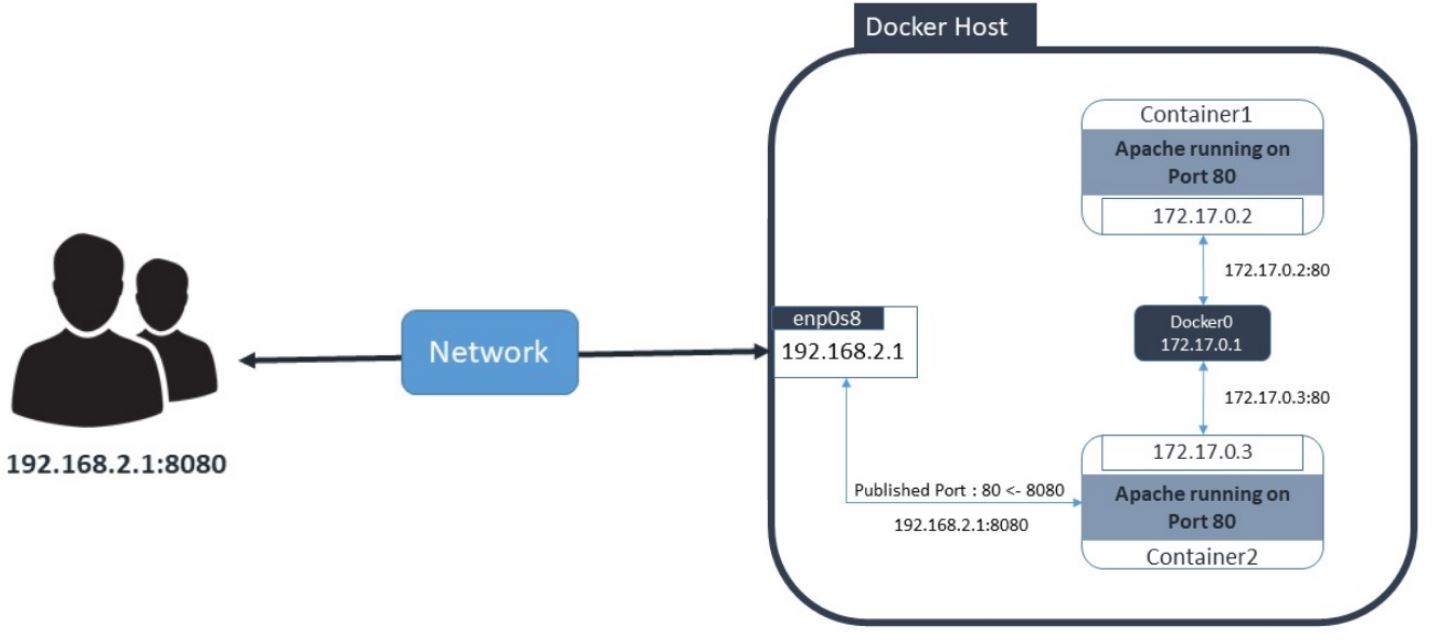 Docker Host
Container1
Apache running on
Port 80
172.17.0.2
172.17.0.2:80
enp0s8
192.168.2.1
Docker0
172.17.0.1
Network
172.17.0.3:80
192.168.2.1:8080
172.17.0.3
Published Port : 80 <- 8080
192.168.2.1:8080
Apache running on
Port 80
Container2